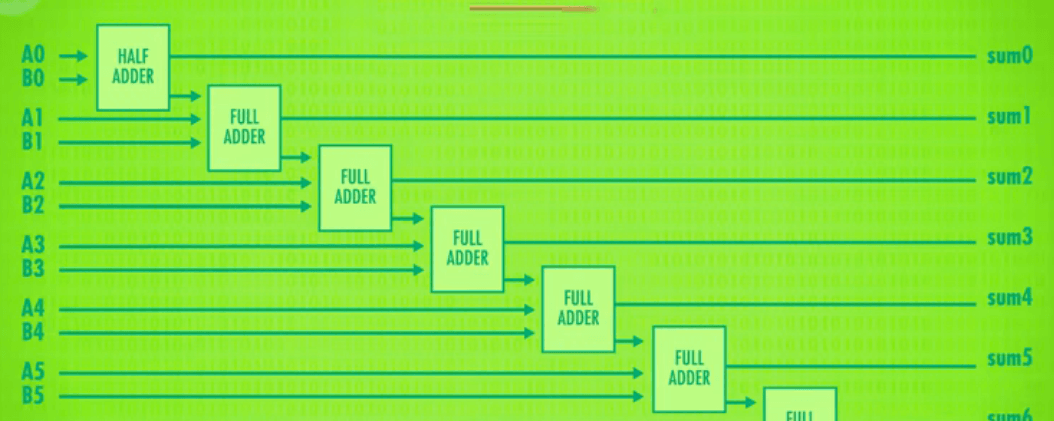 A0
B0
HALF
ADDER
sum0
A1
B1
FULL
ADDER
sum1
A2
B2
FULL
ADDER
sum2
A3
B3
FULL
ADDER
sum3
A4
B4
FULL
ADDER
sum4
A5
B5
FULL
ADDER
sum5
FULL
sum6